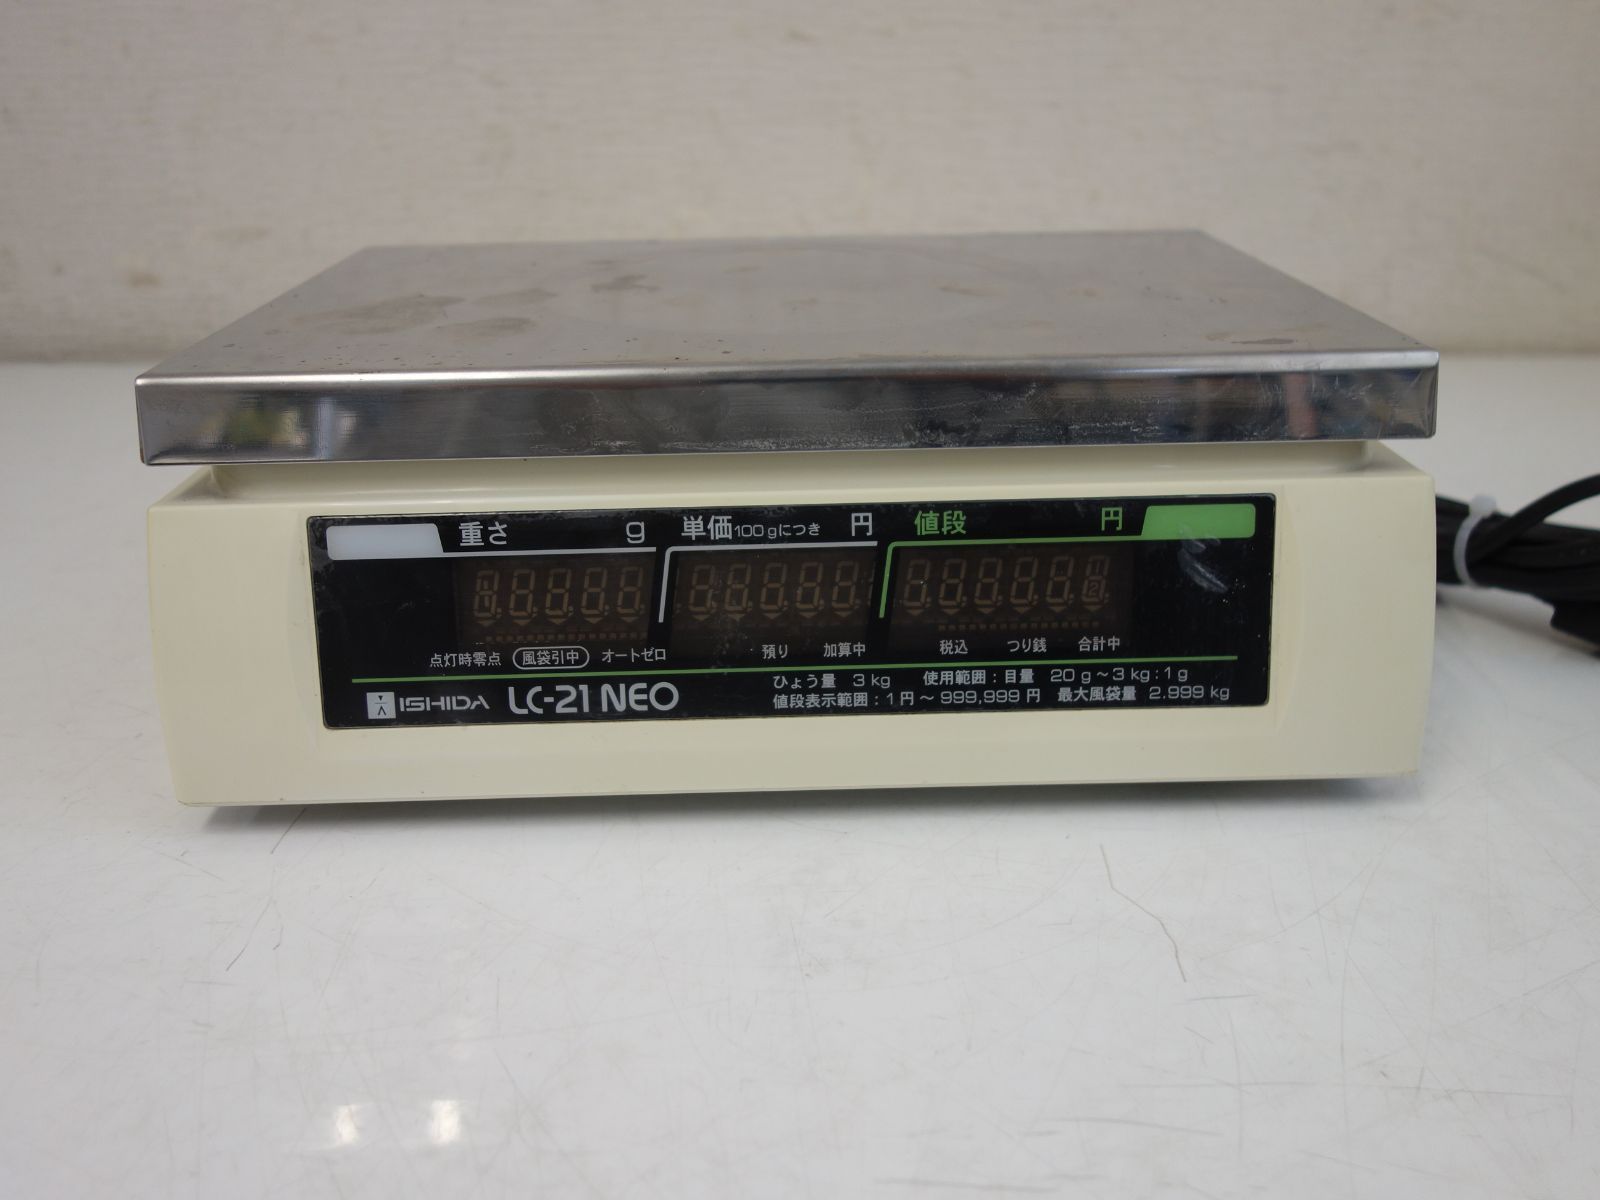 重さ g 単価100gにつき 円 値段 円
点灯時零点 風袋引中 オートゼロ 預り 加算中 税込 つり銭 合計中
ISHIDA LC-21 NEO
ひょう量 3kg 使用範囲:目量 20g~3kg:1g
値段表示範囲:1円~999,999円 最大風袋量 2.999kg